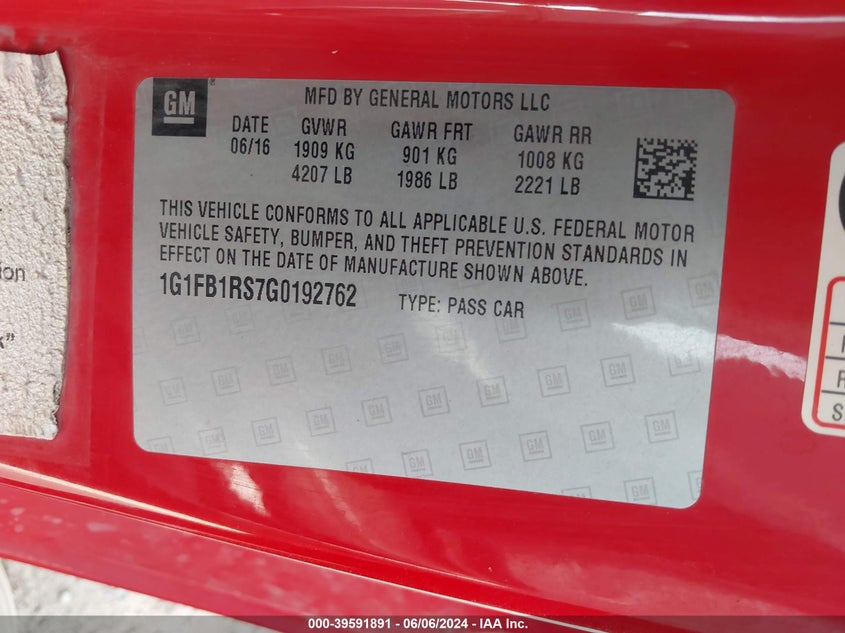 GM
MFD BY GENERAL MOTORS LLC
DATE GVWR GAWR FRT GAWR RR
06/16 1909 KG 901 KG 1008 KG
4207 LB 1986 LB 2221 LB
THIS VEHICLE CONFORMS TO ALL APPLICABLE U.S. FEDERAL MOTOR
VEHICLE SAFETY, BUMPER, AND THEFT PREVENTION STANDARDS IN
EFFECT ON THE DATE OF MANUFACTURE SHOWN ABOVE.
1G1FB1RS7G0192762 TYPE: PASS CAR
000-39591891 - 06/06/2024 - IAA Inc.